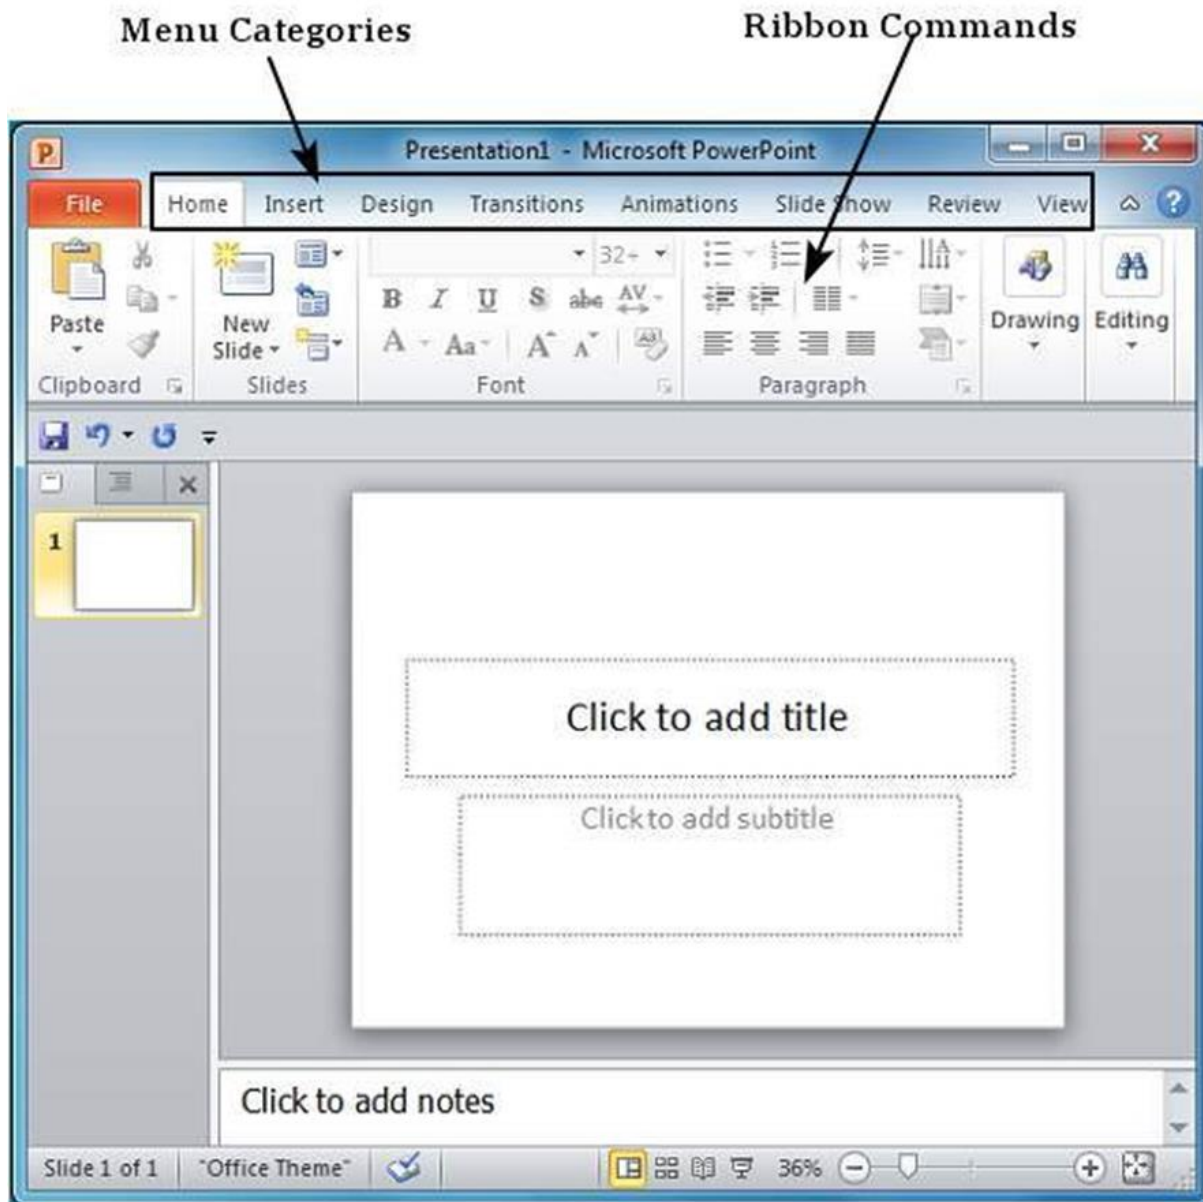 Menu Categories
Ribbon Commands
P
Presentation1 - Microsoft PowerPoint
File Home Insert Design Transitions Animations Slide Show Review View ?
32+
B I U S abc AV
Paste New Slide Drawing Editing
A Aa A A
Clipboard Slides Font Paragraph
1
Click to add title
Click to add subtitle
Click to add notes
Slide 1 of 1 "Office Theme" 36%